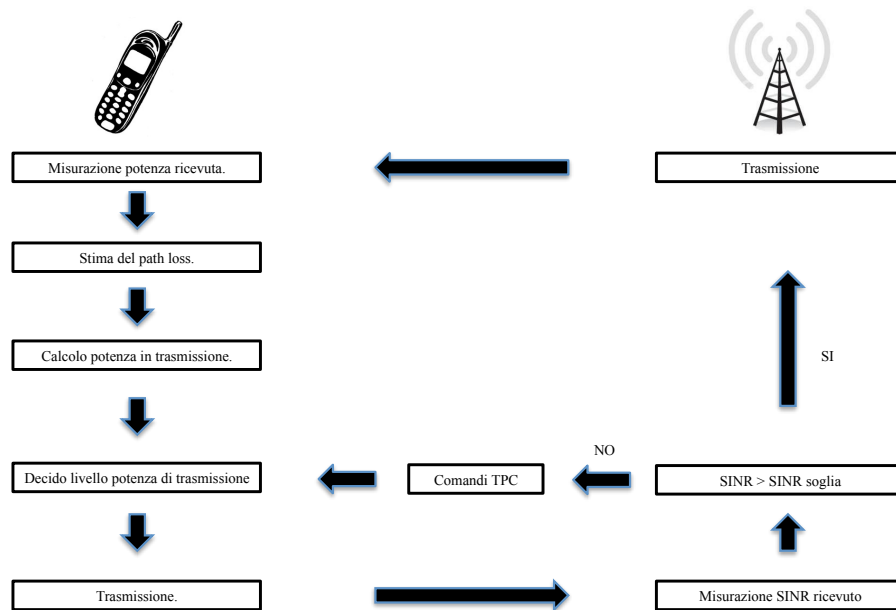 Misurazione potenza ricevuta.
Trasmissione
Stima del path loss.
Calcolo potenza in trasmissione.
SI
NO
Decido livello potenza di trasmissione
Comandi TPC
SINR > SINR soglia
Trasmissione.
Misurazione SINR ricevuto